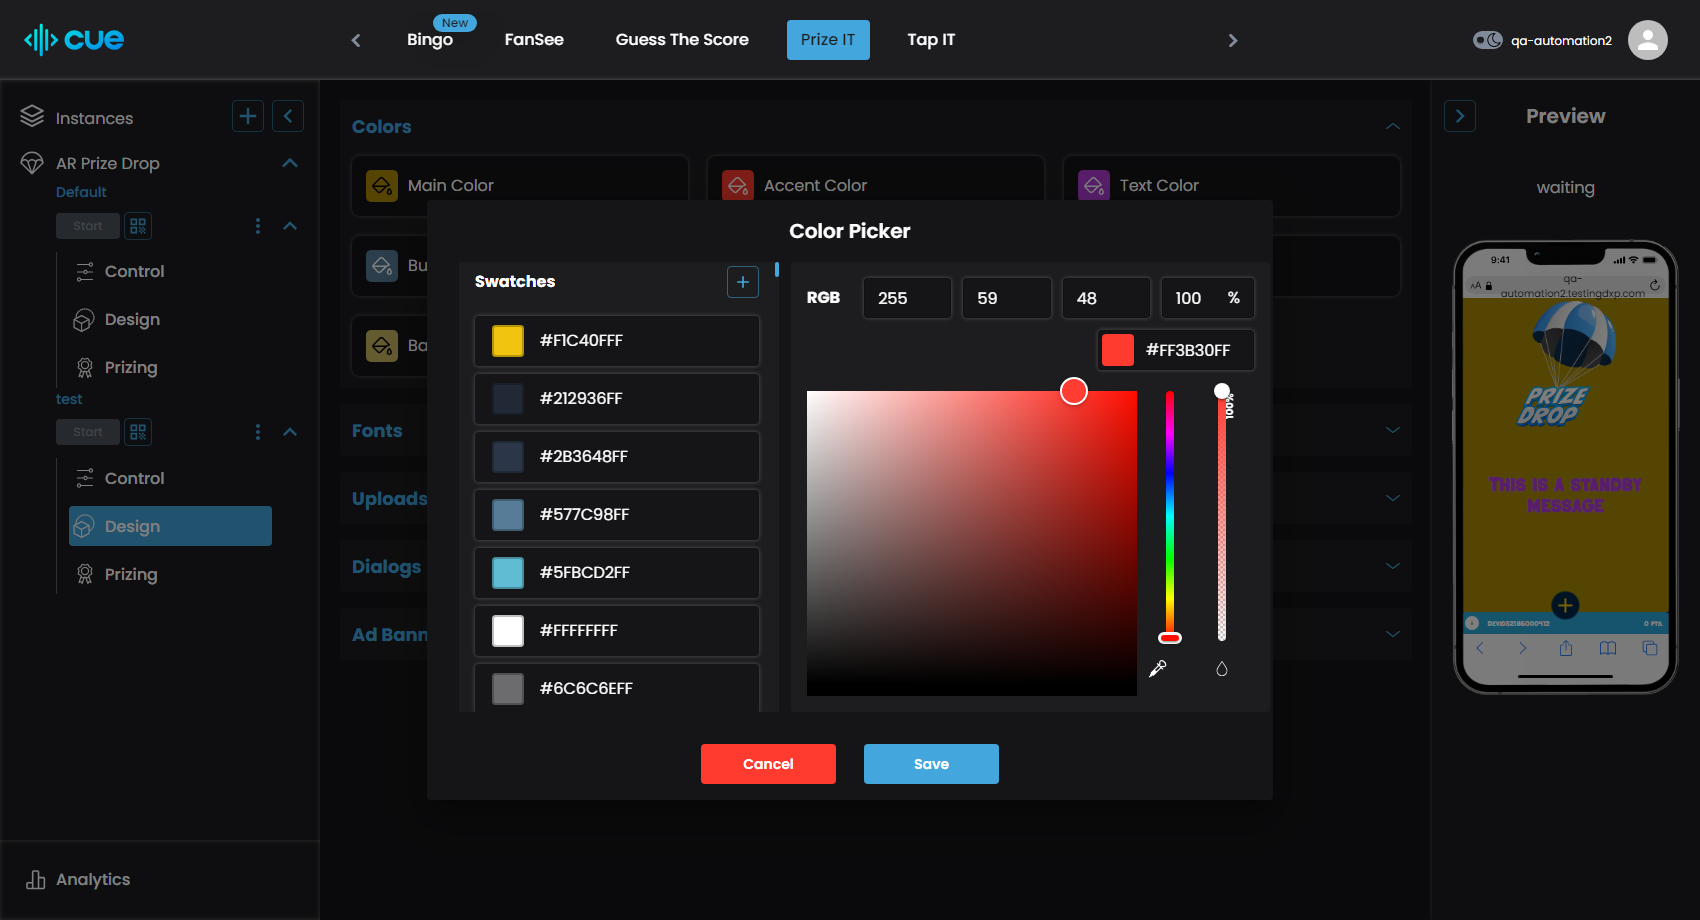 cue
New
Bingo
FanSee
Guess The Score
Prize IT
Tap IT
qa-automation2
Instances
AR Prize Drop
Default
Start
Control
Design
Prizing
test
Start
Control
Design
Prizing
Analytics
Colors
Main Color
Accent Color
Text Color
Bu
Ba
Fonts
Uploads
Dialogs
Ad Bann
Color Picker
Swatches
#F1C40FFF
#212936FF
#2B3648FF
#577C98FF
#5FBCD2FF
#FFFFFFFF
#6C6C6EFF
RGB
255
59
48
100 %
#FF3B30FF
100%
Cancel
Save
Preview
waiting
9:41
AA
qa-
automation2.testingdxp.com
PRIZE
DROP
THIS IS A STANDBY
MESSAGE
0 PTS.